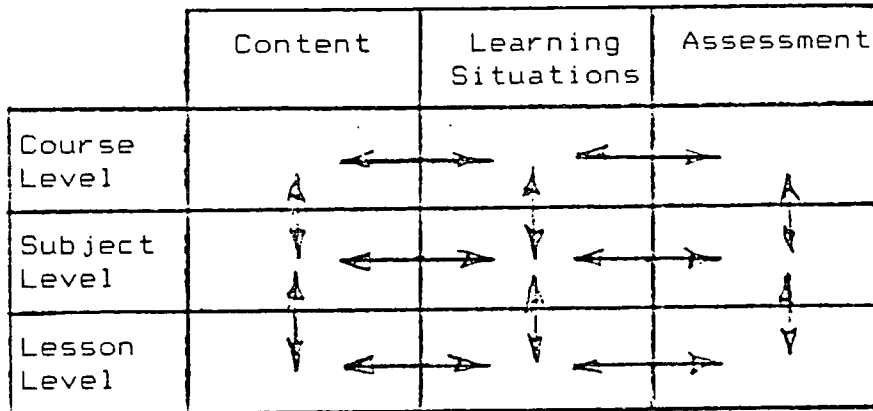 Content
Learning
Situations
Assessment
Course
Level
Subject
Level
Lesson
Level